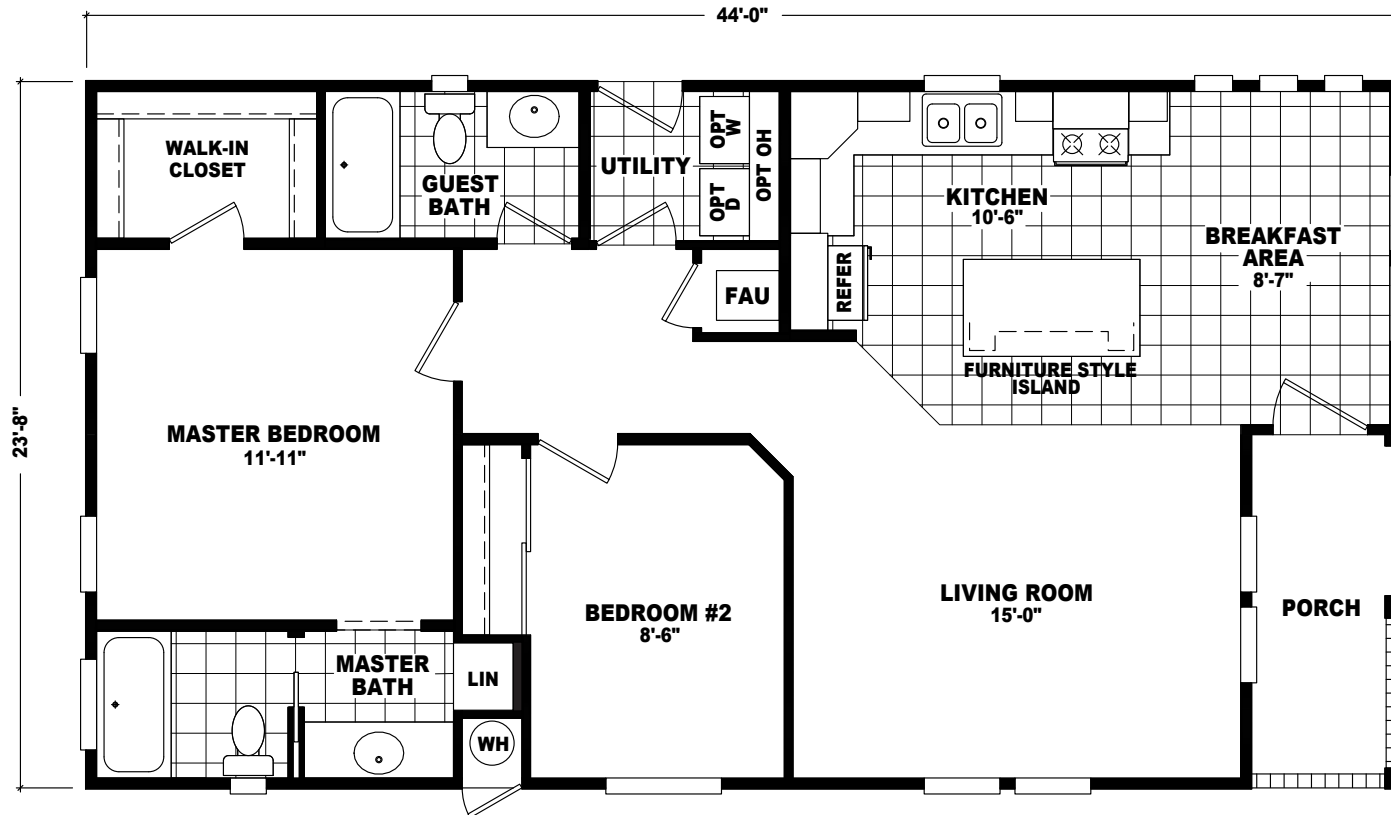 44'-0"
WALK-IN
CLOSET
GUEST
BATH
UTILITY
OPT
W
OPT
D
OPT OH
KITCHEN
10'-6"
BREAKFAST
AREA
8'-7"
REFER
FAU
FURNITURE STYLE
ISLAND
23'-8"
MASTER BEDROOM
11'-11"
BEDROOM #2
8'-6"
LIVING ROOM
15'-0"
PORCH
MASTER
BATH
LIN
WH